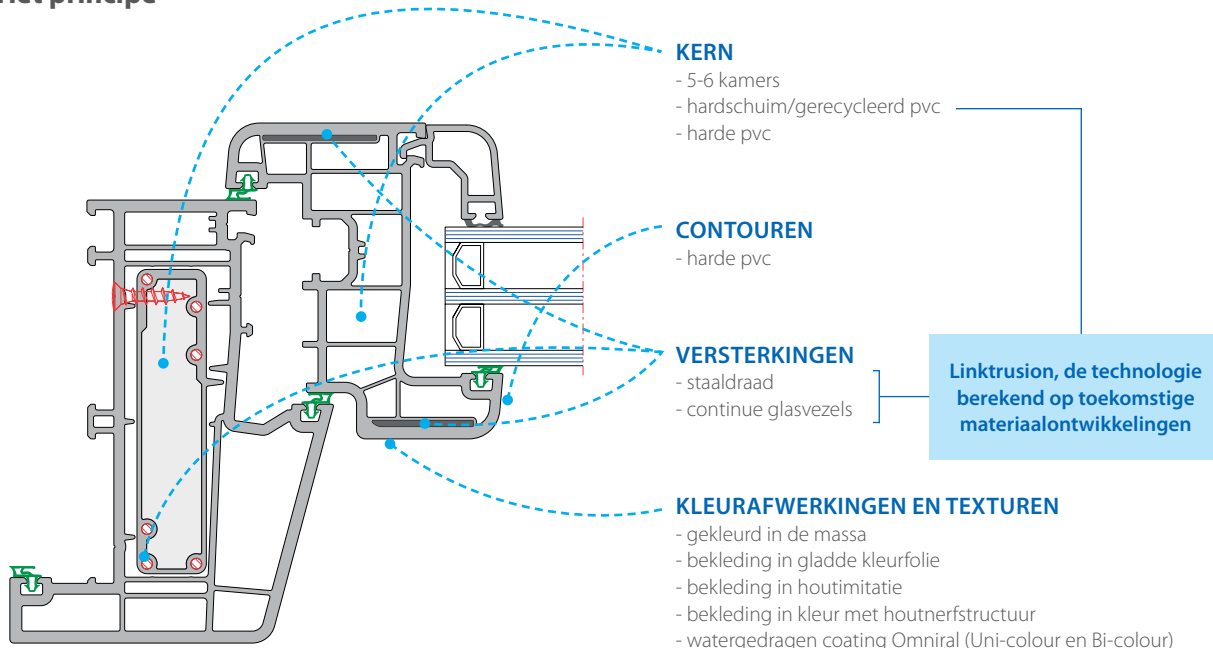 Het principe
KERN
- 5-6 kamers
- hardschuim/gerecycleerd pvc
- harde pvc
CONTOUREN
- harde pvc
VERSTERKINGEN
- staaldraad
- continue glasvezels
Linktrusion, de technologie
berekend op toekomstige
materiaalontwikkelingen
KLEURAFWERKINGEN EN TEXTUREN
- gekleurd in de massa
- bekleding in gladde kleurfolie
- bekleding in houtimitatie
- bekleding in kleur met houtnerfstructuur
- watergedragen coating Omniral (Uni-colour en Bi-colour)